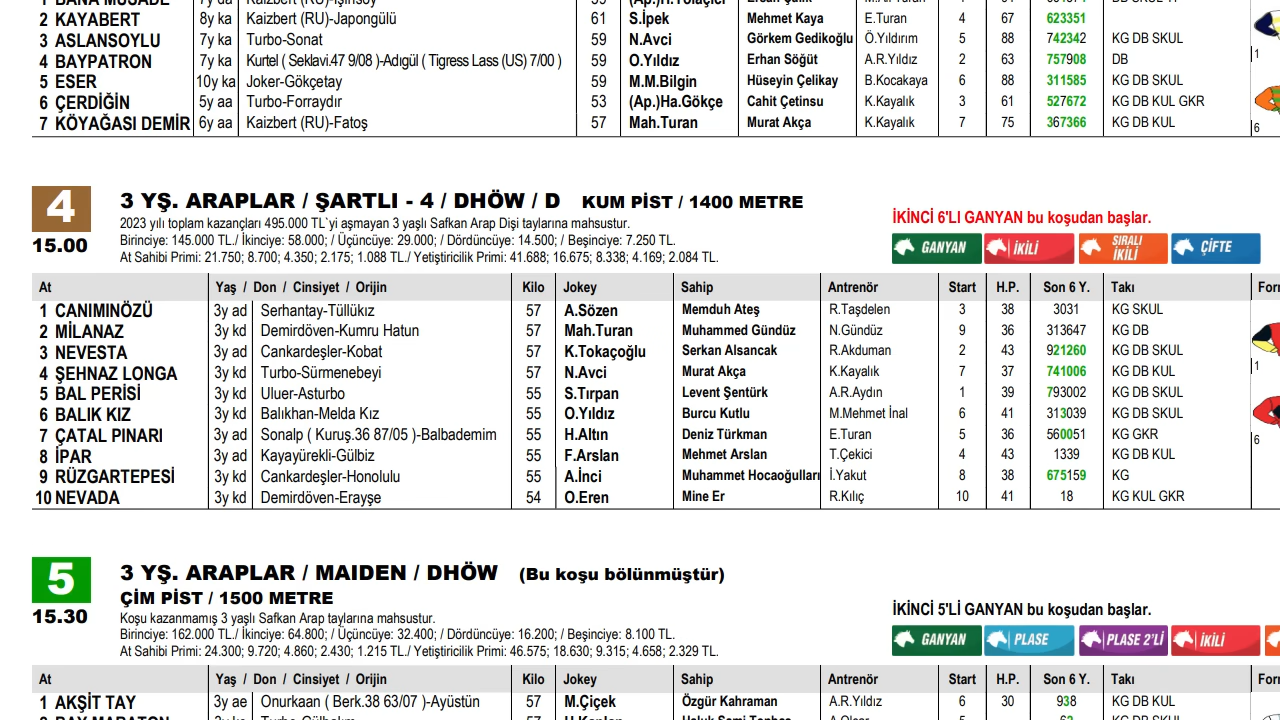 2 KAYABERT 8y ka Kaizbert (RU)-Japongülü 61 S.İpek Mehmet Kaya E.Turan 4 67 623351
3 ASLANSOYLU 7y ka Turbo-Sonat 59 N.Avci Görkem Gedikoğlu Ö.Yıldırım 5 88 742342 KG DB SKUL
4 BAYPATRON 7y ka Kurtel ( Seklavi.47 9/08 )-Adıgül ( Tigress Lass (US) 7/00 ) 59 O.Yıldız Erhan Söğüt A.R.Yıldız 2 63 757908 DB
5 ESER 10y ka Joker-Gökçetay 59 M.M.Bilgin Hüseyin Çelikay B.Kocakaya 6 88 311585 KG DB SKUL
1
6 ÇERDİĞİN 5y aa Turbo-Forraydır 53 (Ap.)Ha.Gökçe Cahit Çetinsu K.Kayalık 3 61 527672 KG DB KUL GKR
7 KÖYAĞASI DEMİR 6y aa Kaizbert (RU)-Fatoş 57 Mah.Turan Murat Akça K.Kayalık 7 75 367366 KG DB KUL
6
4
15.00
3 YŞ. ARAPLAR / ŞARTLI - 4 / DHÖW / D KUM PİST / 1400 METRE
2023 yılı toplam kazançları 495.000 TL`yi aşmayan 3 yaşlı Safkan Arap Dişi taylarına mahsustur.
Birinciye: 145.000 TL./ İkinciye: 58.000; / Üçüncüye: 29.000; / Dördüncüye: 14.500; / Beşinciye: 7.250 TL.
At Sahibi Primi: 21.750; 8.700; 4.350; 2.175; 1.088 TL./ Yetiştiricilik Primi: 41.688; 16.675; 8.338; 4.169; 2.084 TL.
İKİNCİ 6'LI GANYAN bu koşudan başlar.
GANYAN İKİLİ SIRALI İKİLİ ÇİFTE
At Yaş / Don / Cinsiyet / Orijin Kilo Jokey Sahip Antrenör Start H.P. Son 6 Y. Takı For
1 CANIMINÖZÜ 3y ad Serhantay-Tüllükız 57 A.Sözen Memduh Ateş R.Taşdelen 3 38 3031 KG SKUL
2 MİLANAZ 3y kd Demirdöven-Kumru Hatun 57 Mah.Turan Muhammed Gündüz N.Gündüz 9 36 313647 KG DB
3 NEVESTA 3y ad Cankardeşler-Kobat 57 K.Tokaçoğlu Serkan Alsancak R.Akduman 2 43 921260 KG DB SKUL
4 ŞEHNAZ LONGA 3y kd Turbo-Sürmenebeyi 57 N.Avci Murat Akça K.Kayalık 7 37 741006 KG DB KUL
1
5 BAL PERİSİ 3y kd Uluer-Asturbo 55 S.Tırpan Levent Şentürk A.R.Aydın 1 39 793002 KG DB SKUL
6 BALIK KIZ 3y kd Balıkhan-Melda Kız 55 O.Yıldız Burcu Kutlu M.Mehmet İnal 6 41 313039 KG DB SKUL
7 ÇATAL PINARI 3y ad Sonalp ( Kuruş.36 87/05 )-Balbademim 55 H.Altın Deniz Türkman E.Turan 5 36 560051 KG GKR
6
8 İPAR 3y ad Kayayürekli-Gülbiz 55 F.Arslan Mehmet Arslan T.Çekici 4 43 1339 KG DB KUL
9 RÜZGARTEPESİ 3y kd Cankardeşler-Honolulu 55 A.İnci Muhammet Hocaoğulları İ.Yakut 8 38 675159 KG
10 NEVADA 3y kd Demirdöven-Erayşe 54 O.Eren Mine Er R.Kılıç 10 41 18 KG KUL GKR
5
15.30
3 YŞ. ARAPLAR / MAIDEN / DHÖW (Bu koşu bölünmüştür)
ÇİM PİST / 1500 METRE
Koşu kazanmamış 3 yaşlı Safkan Arap taylarına mahsustur.
Birinciye: 162.000 TL./ İkinciye: 64.800; / Üçüncüye: 32.400; / Dördüncüye: 16.200; / Beşinciye: 8.100 TL.
At Sahibi Primi: 24.300; 9.720; 4.860; 2.430; 1.215 TL./ Yetiştiricilik Primi: 46.575; 18.630; 9.315; 4.658; 2.329 TL.
İKİNCİ 5'Lİ GANYAN bu koşudan başlar.
GANYAN PLASE PLASE 2'Lİ İKİLİ
At Yaş / Don / Cinsiyet / Orijin Kilo Jokey Sahip Antrenör Start H.P. Son 6 Y. Takı For
1 AKŞİT TAY 3y ae Onurkaan ( Berk.38 63/07 )-Ayüstün 57 M.Çiçek Özgür Kahraman A.R.Yıldız 6 30 938 KG DB KUL